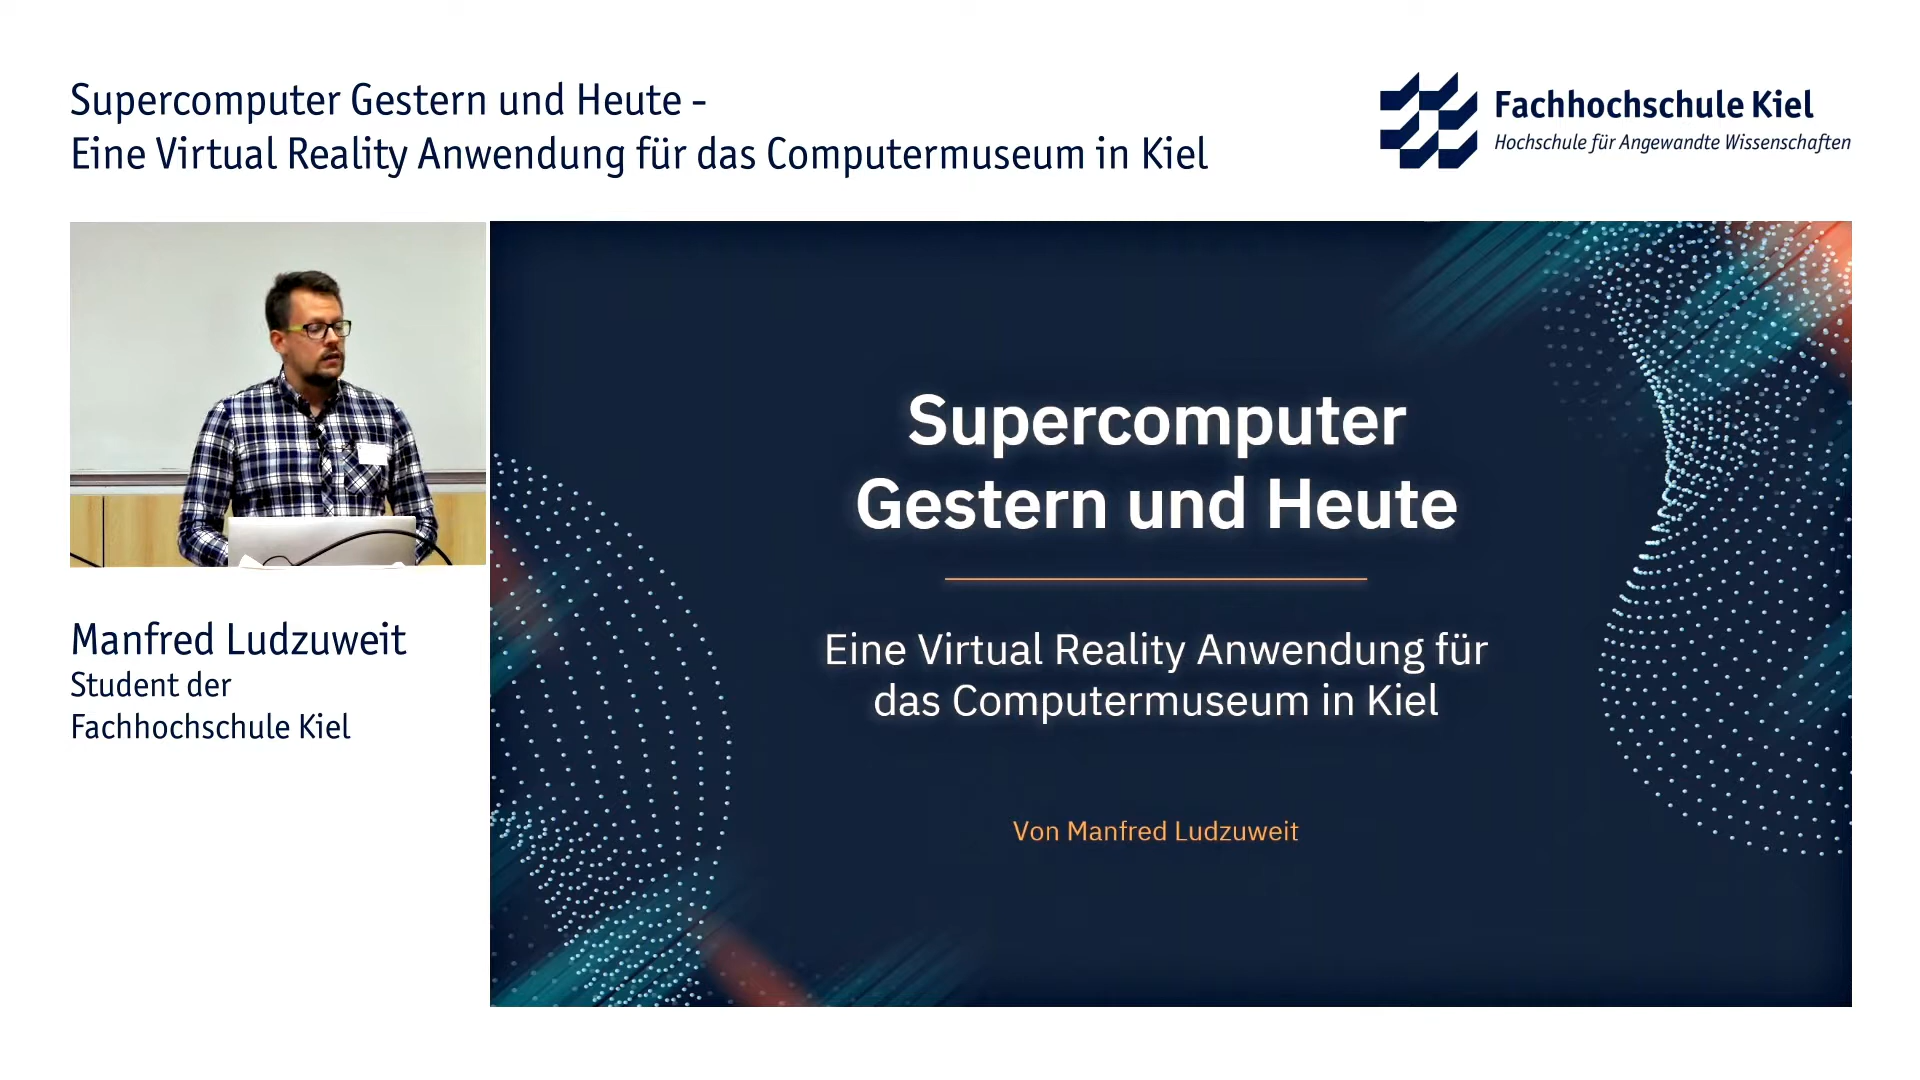 Supercomputer Gestern und Heute -
Eine Virtual Reality Anwendung für das Computermuseum in Kiel
Fachhochschule Kiel
Hochschule für Angewandte Wissenschaften
Supercomputer
Gestern und Heute
Eine Virtual Reality Anwendung für
das Computermuseum in Kiel
Von Manfred Ludzuweit
Manfred Ludzuweit
Student der
Fachhochschule Kiel